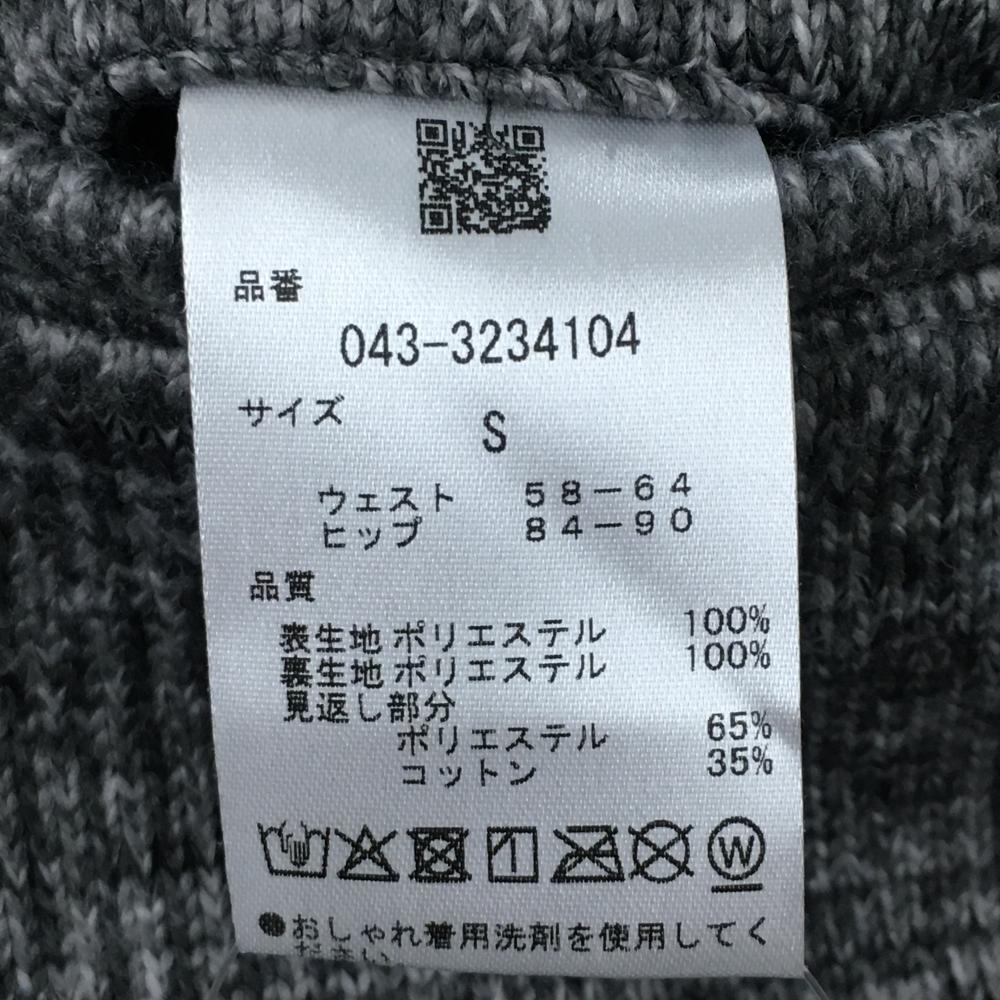 品番
043-3234104
サイズ S
ウェスト 58-64
ヒップ 84-90
品質
表生地 ポリエステル 100%
裏生地 ポリエステル 100%
見返し部分
ポリエステル 65%
コットン 35%
W
●おしゃれ着用洗剤を使用してく
ださい